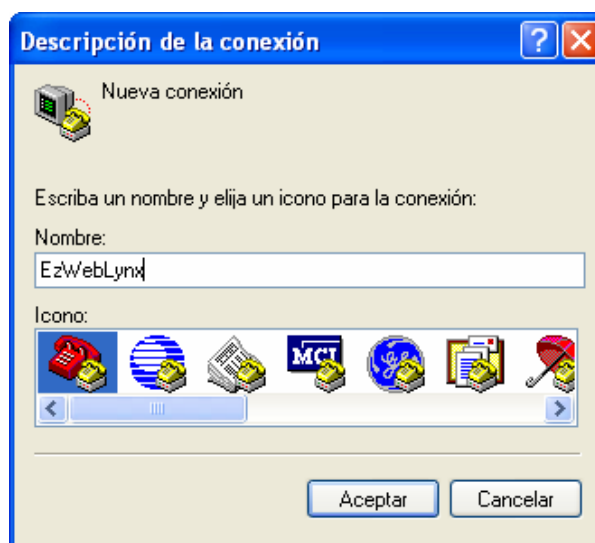 Descripción de la conexión
Nueva conexión
Escriba un nombre y elija un icono para la conexión:
Nombre:
EzWebLynx
Icono:
MCI
Aceptar
Cancelar